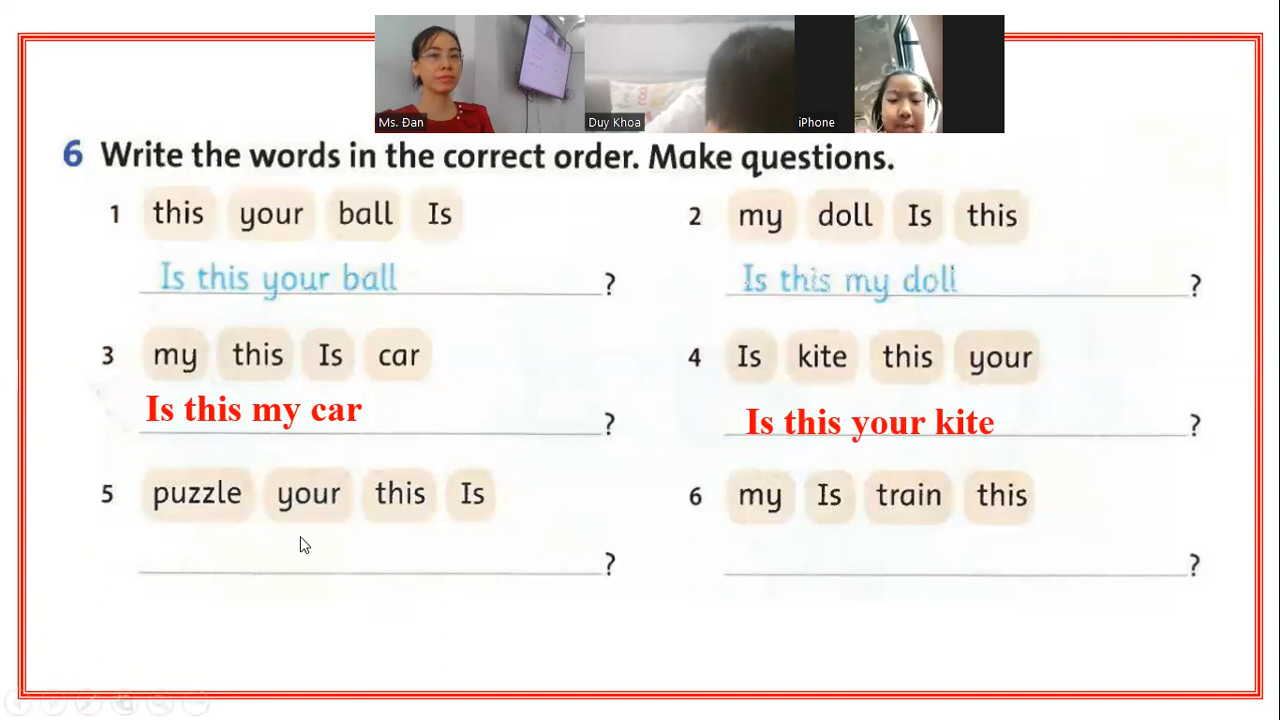 Ms. Đan
Duy Khoa
iPhone
6 Write the words in the correct order. Make questions.
1 this your ball Is
Is this your ball ?
2 my doll Is this
Is this my doll ?
3 my this Is car
Is this my car ?
4 Is kite this your
Is this your kite ?
5 puzzle your this Is
?
6 my Is train this
?